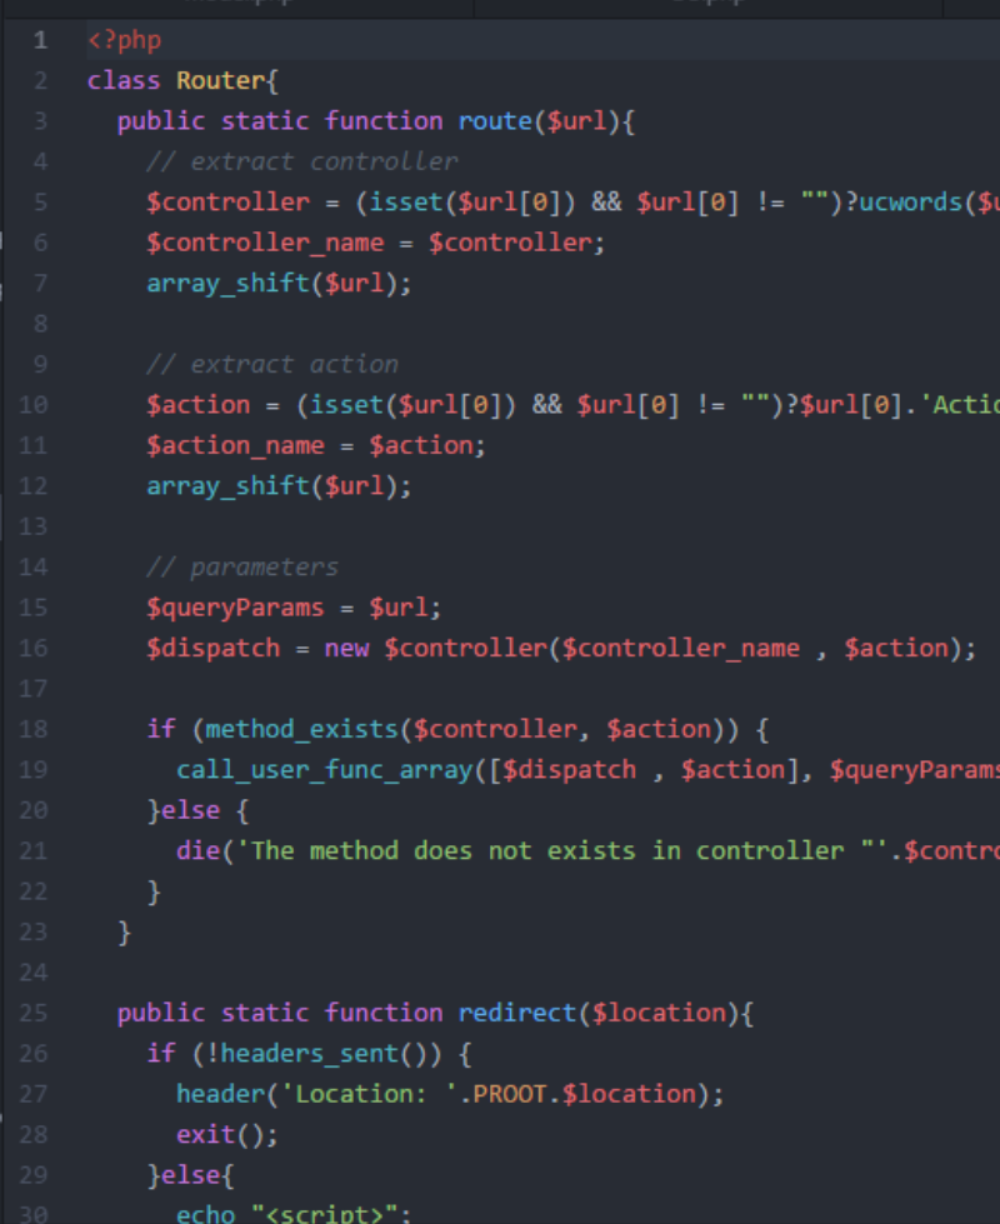 1 <?php
2 class Router{
3 public static function route($url){
4 // extract controller
5 $controller = (isset($url[0]) && $url[0] != "")?ucwords($u
6 $controller_name = $controller;
7 array_shift($url);
8
9 // extract action
10 $action = (isset($url[0]) && $url[0] != "")?$url[0].'Actio
11 $action_name = $action;
12 array_shift($url);
13
14 // parameters
15 $queryParams = $url;
16 $dispatch = new $controller($controller_name , $action);
17
18 if (method_exists($controller, $action)) {
19 call_user_func_array([$dispatch , $action], $queryParams
20 }else {
21 die('The method does not exists in controller "'.$contro
22 }
23 }
24
25 public static function redirect($location){
26 if (!headers_sent()) {
27 header('Location: '.PROOT.$location);
28 exit();
29 }else{
30 echo "<script>";